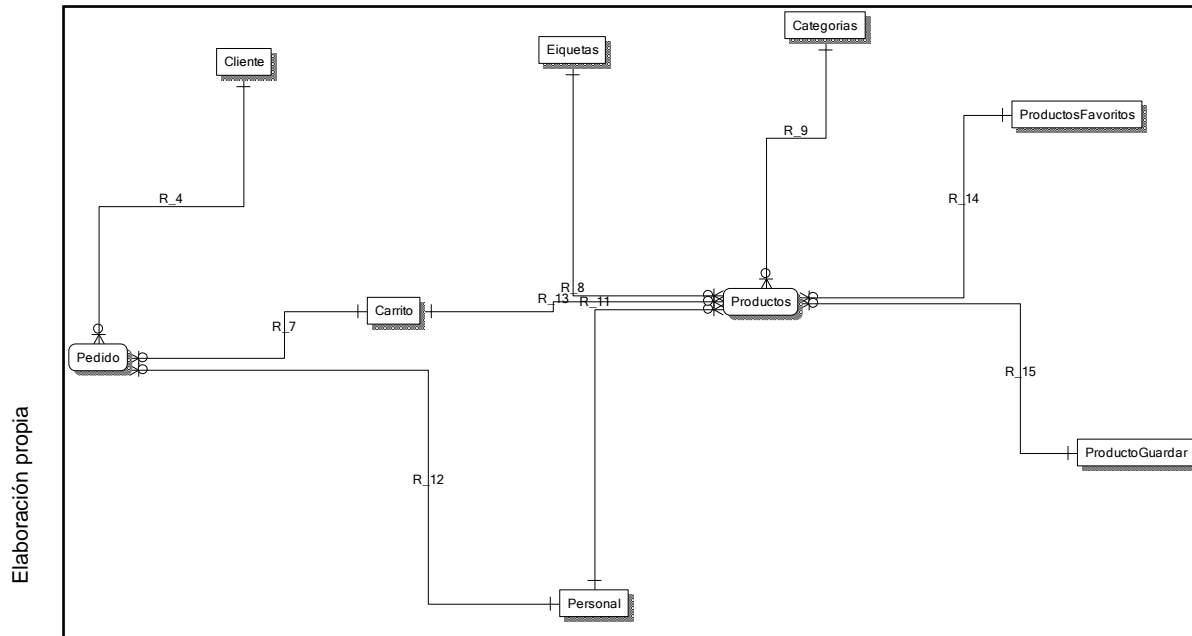 Categorias
Eiquetas
Cliente
ProductosFavoritos
R_9
R_4
R_14
R_8
R_13
R_11
Productos
Carrito
R_7
Pedido
R_15
ProductoGuardar
R_12
Personal
Elaboración propia